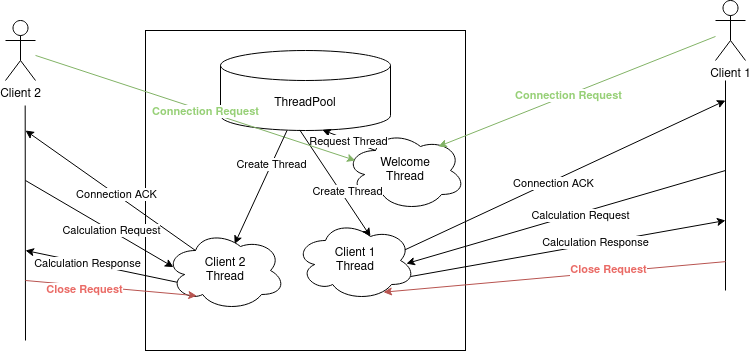 Client 2
Client 1
ThreadPool
Connection Request
Connection Request
Request Thread
Welcome
Thread
Create Thread
Create Thread
Connection ACK
Connection ACK
Calculation Request
Calculation Request
Calculation Response
Calculation Response
Client 2
Thread
Client 1
Thread
Close Request
Close Request